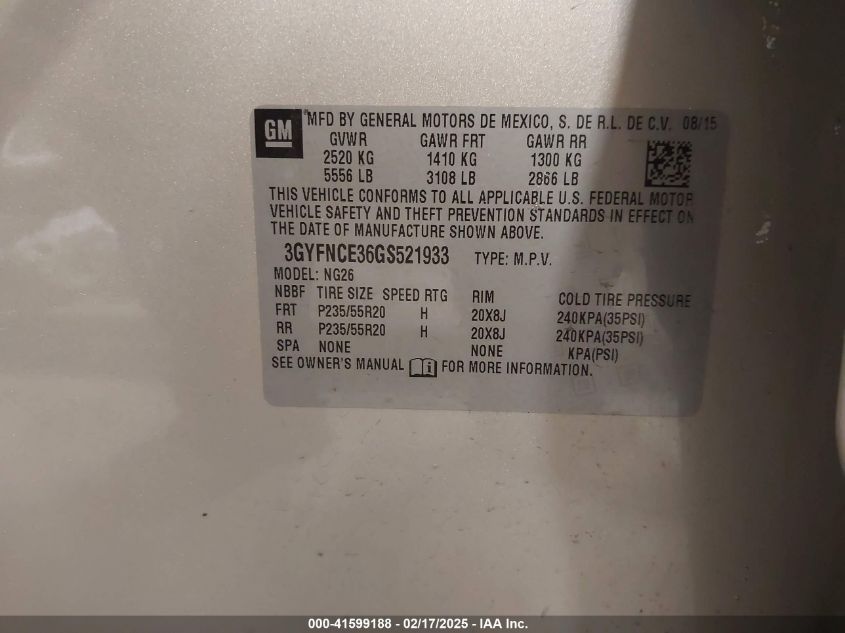 GM
MFD BY GENERAL MOTORS DE MEXICO, S. DE R.L. DE C.V. 08/15
GVWR GAWR FRT GAWR RR
2520 KG 1410 KG 1300 KG
5556 LB 3108 LB 2866 LB
THIS VEHICLE CONFORMS TO ALL APPLICABLE U.S. FEDERAL MOTOR
VEHICLE SAFETY AND THEFT PREVENTION STANDARDS IN EFFECT ON
THE DATE OF MANUFACTURE SHOWN ABOVE.
3GYFNCE36GS521933 TYPE: M.P.V.
MODEL: NG26
NBBF TIRE SIZE SPEED RTG RIM COLD TIRE PRESSURE
FRT P235/55R20 H 20X8J 240KPA(35PSI)
RR P235/55R20 H 20X8J 240KPA(35PSI)
SPA NONE NONE KPA(PSI)
SEE OWNER'S MANUAL i FOR MORE INFORMATION.
000-41599188 - 02/17/2025 - IAA Inc.